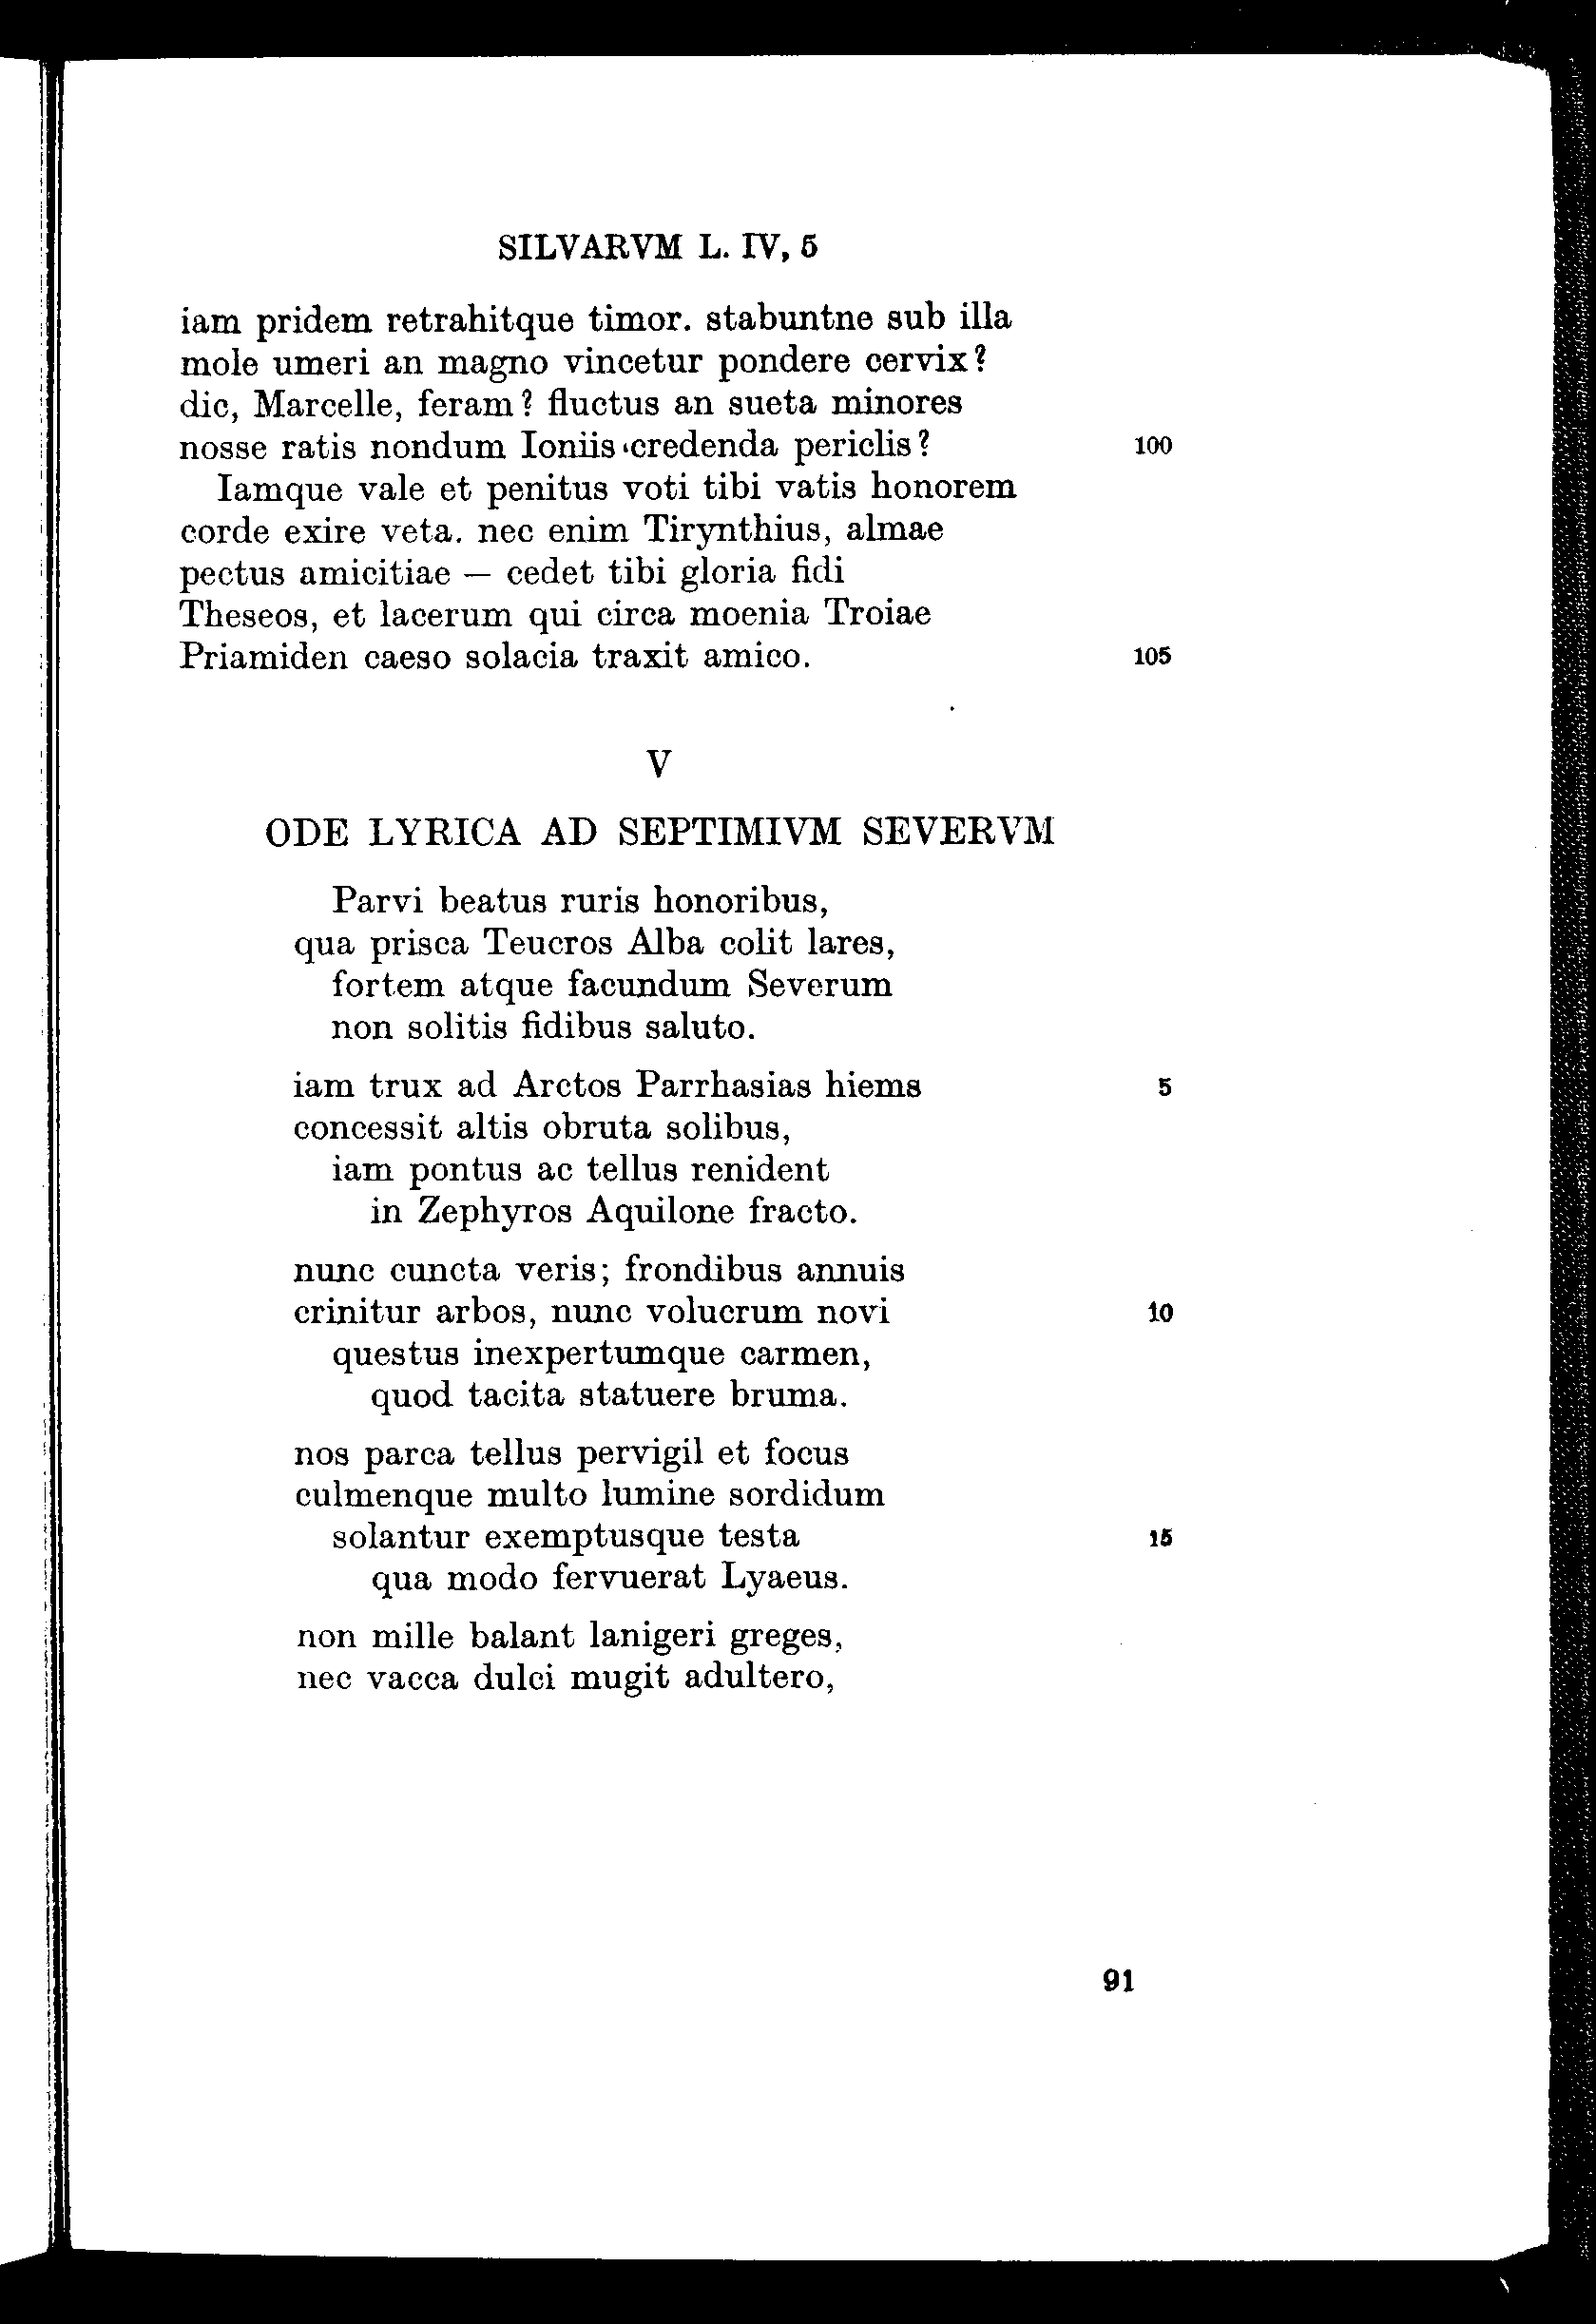 SILVARVM L. IV, 5
iam pridem retrahitque timor. stabuntne sub illa
mole umeri an magno vincetur pondere cervix?
dic, Marcelle, feram? fluctus an sueta minores
nosse ratis nondum Ioniis credenda periclis? 100
Iamque vale et penitus voti tibi vatis honorem
corde exire veta. nec enim Tirynthius, almae
pectus amicitiae — cedet tibi gloria fidi
Theseos, et lacerum qui circa moenia Troiae
Priamiden caeso solacia traxit amico. 105
V
ODE LYRICA AD SEPTIMIVM SEVERVM
Parvi beatus ruris honoribus,
qua prisca Teucros Alba colit lares,
fortem atque facundum Severum
non solitis fidibus saluto.
iam trux ad Arctos Parrhasias hiems 5
concessit altis obruta solibus,
iam pontus ac tellus renident
in Zephyros Aquilone fracto.
nunc cuncta veris; frondibus annuis
crinitur arbos, nunc volucrum novi 10
questus inexpertumque carmen,
quod tacita statuere bruma.
nos parca tellus pervigil et focus
culmenque multo lumine sordidum
solantur exemptusque testa 15
qua modo fervuerat Lyaeus.
non mille balant lanigeri greges,
nec vacca dulci mugit adultero,
91